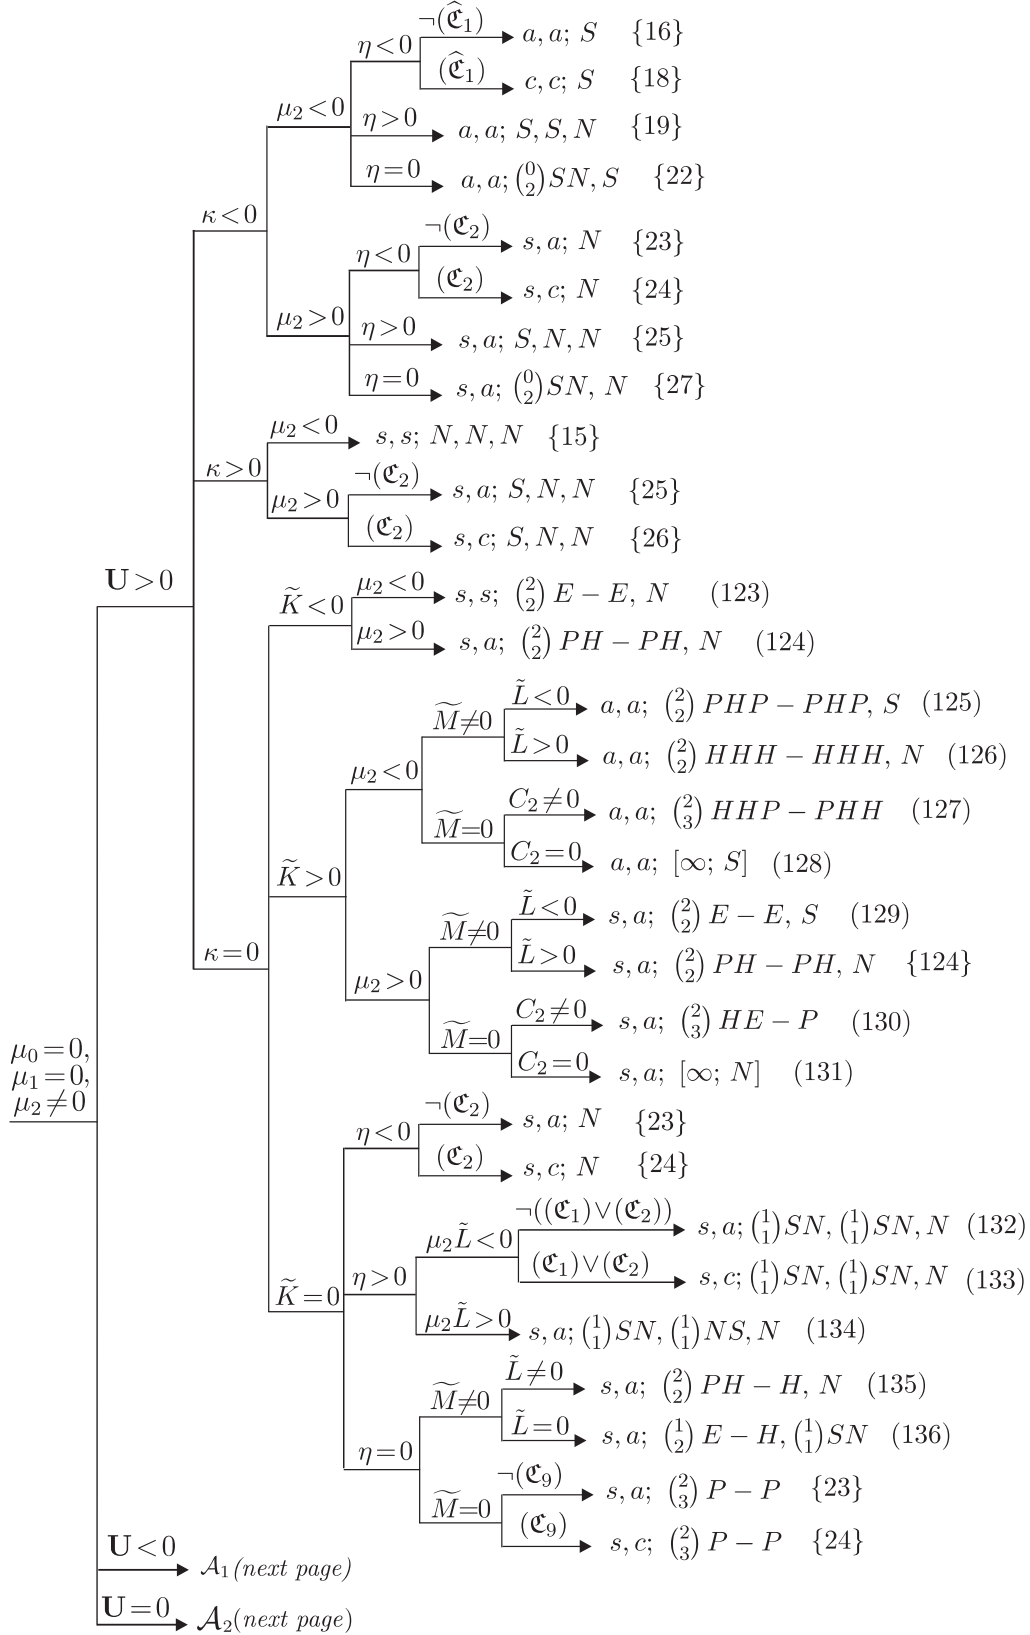 ¬(ℭ̂₁)
a, a; S {16}
η<0
(ℭ̂₁)
c, c; S {18}
μ₂<0
η>0
a, a; S, S, N {19}
η=0
a, a; (0 2)SN, S {22}
κ<0
¬(ℭ₂)
s, a; N {23}
η<0
(ℭ₂)
s, c; N {24}
μ₂>0
η>0
s, a; S, N, N {25}
η=0
s, a; (0 2)SN, N {27}
μ₂<0
s, s; N, N, N {15}
κ>0
¬(ℭ₂)
s, a; S, N, N {25}
μ₂>0
(ℭ₂)
s, c; S, N, N {26}
U>0
K̃<0
μ₂<0
s, s; (2 2) E − E, N (123)
μ₂>0
s, a; (2 2) PH − PH, N (124)
L̃<0
a, a; (2 2) PHP − PHP, S (125)
M̃≠0
L̃>0
a, a; (2 2) HHH − HHH, N (126)
μ₂<0
C₂≠0
a, a; (2 3) HHP − PHH (127)
M̃=0
C₂=0
a, a; [∞; S] (128)
K̃>0
L̃<0
s, a; (2 2) E − E, S (129)
M̃≠0
L̃>0
s, a; (2 2) PH − PH, N {124}
κ=0
μ₂>0
C₂≠0
s, a; (2 3) HE − P (130)
M̃=0
C₂=0
s, a; [∞; N] (131)
μ₀=0,
μ₁=0,
μ₂≠0
¬(ℭ₂)
s, a; N {23}
η<0
(ℭ₂)
s, c; N {24}
¬((ℭ₁)∨(ℭ₂))
s, a; (1 1)SN, (1 1)SN, N (132)
μ₂L̃<0
(ℭ₁)∨(ℭ₂)
s, c; (1 1)SN, (1 1)SN, N (133)
K̃=0
η>0
μ₂L̃>0
s, a; (1 1)SN, (1 1)NS, N (134)
L̃≠0
s, a; (2 2) PH − H, N (135)
M̃≠0
L̃=0
s, a; (1 2) E − H, (1 1)SN (136)
η=0
¬(ℭ₉)
s, a; (2 3) P − P {23}
M̃=0
(ℭ₉)
s, c; (2 3) P − P {24}
U<0
𝒜₁(next page)
U=0
𝒜₂(next page)